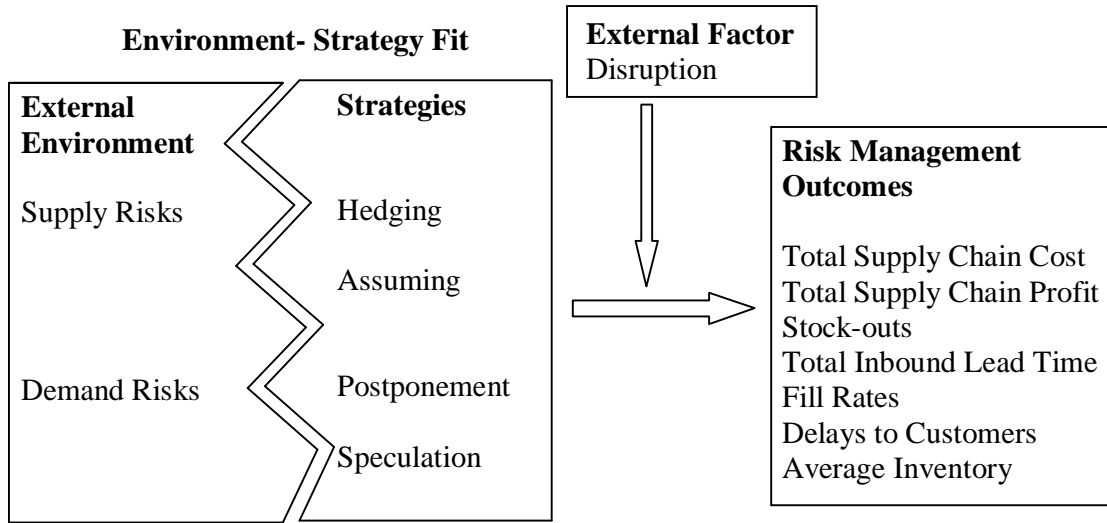 Environment- Strategy Fit
External Environment
Supply Risks
Demand Risks
Strategies
Hedging
Assuming
Postponement
Speculation
External Factor
Disruption
Risk Management
Outcomes
Total Supply Chain Cost
Total Supply Chain Profit
Stock-outs
Total Inbound Lead Time
Fill Rates
Delays to Customers
Average Inventory